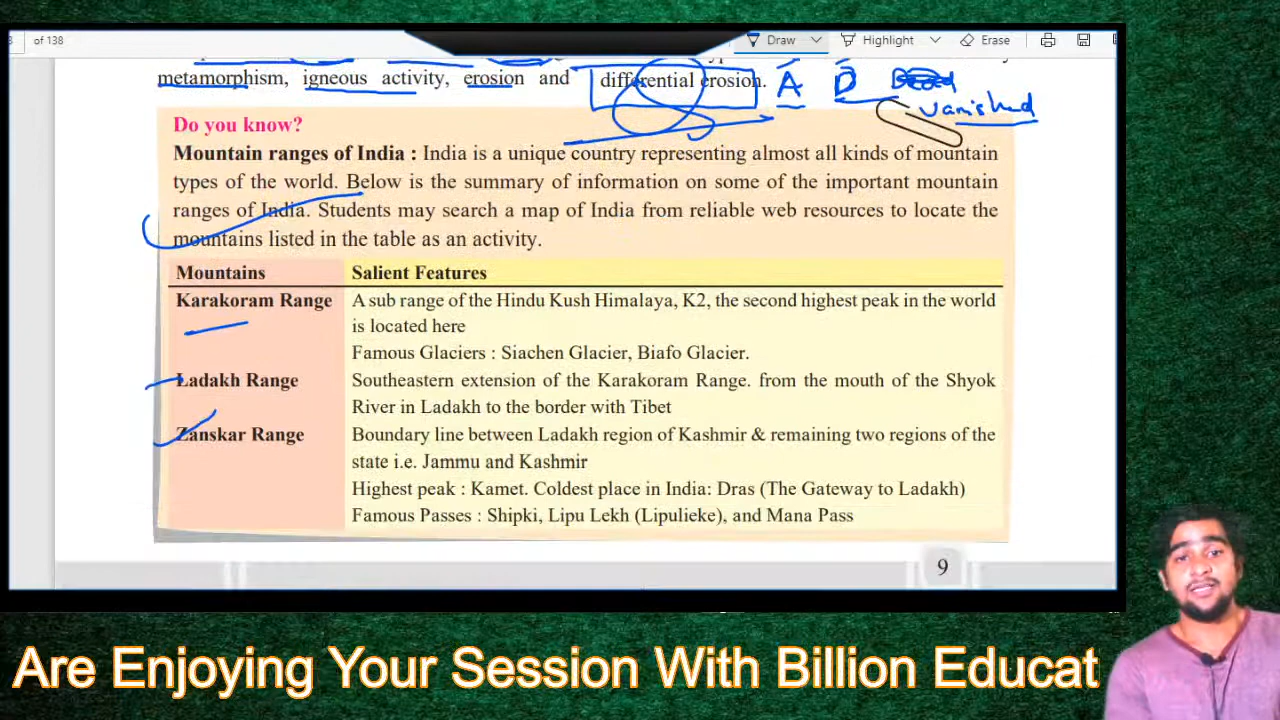 of 138
Draw
Highlight
Erase
metamorphism, igneous activity, erosion and differential erosion. A D
vanished
Do you know?
Mountain ranges of India : India is a unique country representing almost all kinds of mountain
types of the world. Below is the summary of information on some of the important mountain
ranges of India. Students may search a map of India from reliable web resources to locate the
mountains listed in the table as an activity.
Mountains Salient Features
Karakoram Range A sub range of the Hindu Kush Himalaya, K2, the second highest peak in the world
is located here
Famous Glaciers : Siachen Glacier, Biafo Glacier.
Ladakh Range Southeastern extension of the Karakoram Range. from the mouth of the Shyok
River in Ladakh to the border with Tibet
Zanskar Range Boundary line between Ladakh region of Kashmir & remaining two regions of the
state i.e. Jammu and Kashmir
Highest peak : Kamet. Coldest place in India: Dras (The Gateway to Ladakh)
Famous Passes : Shipki, Lipu Lekh (Lipulieke), and Mana Pass
9
Are Enjoying Your Session With Billion Educat